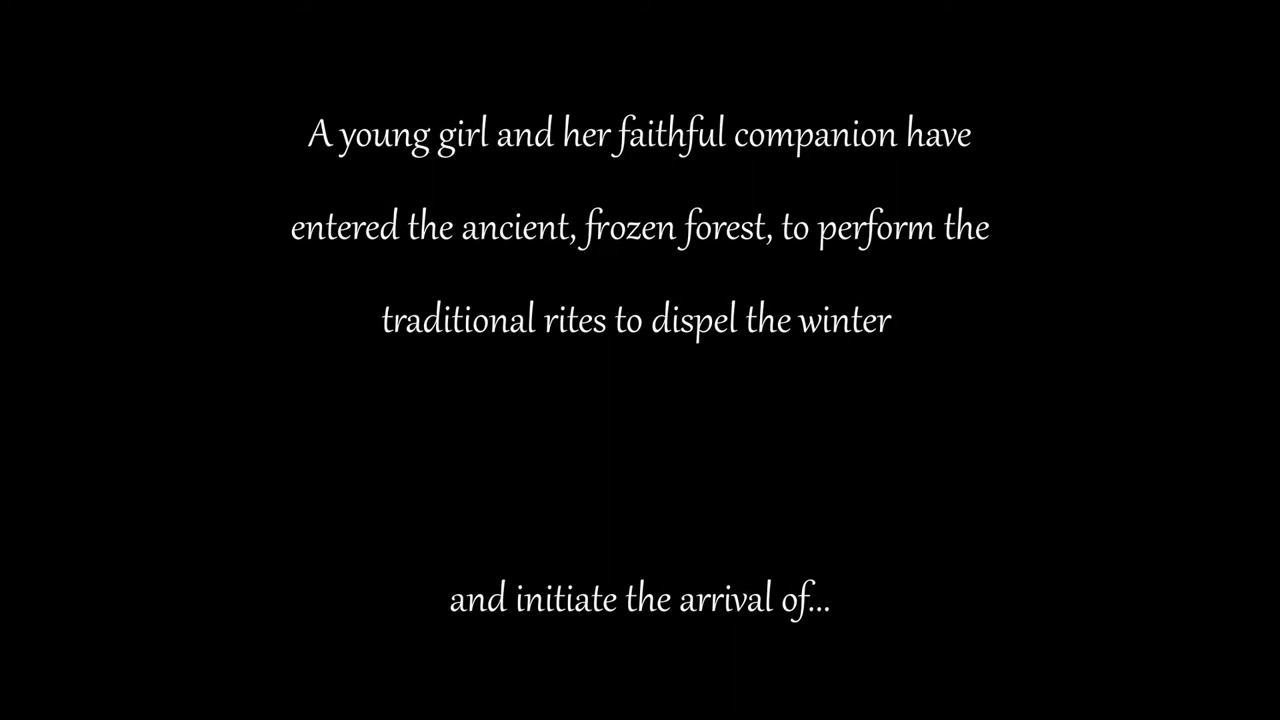 A young girl and her faithful companion have
entered the ancient, frozen forest, to perform the
traditional rites to dispel the winter
and initiate the arrival of...